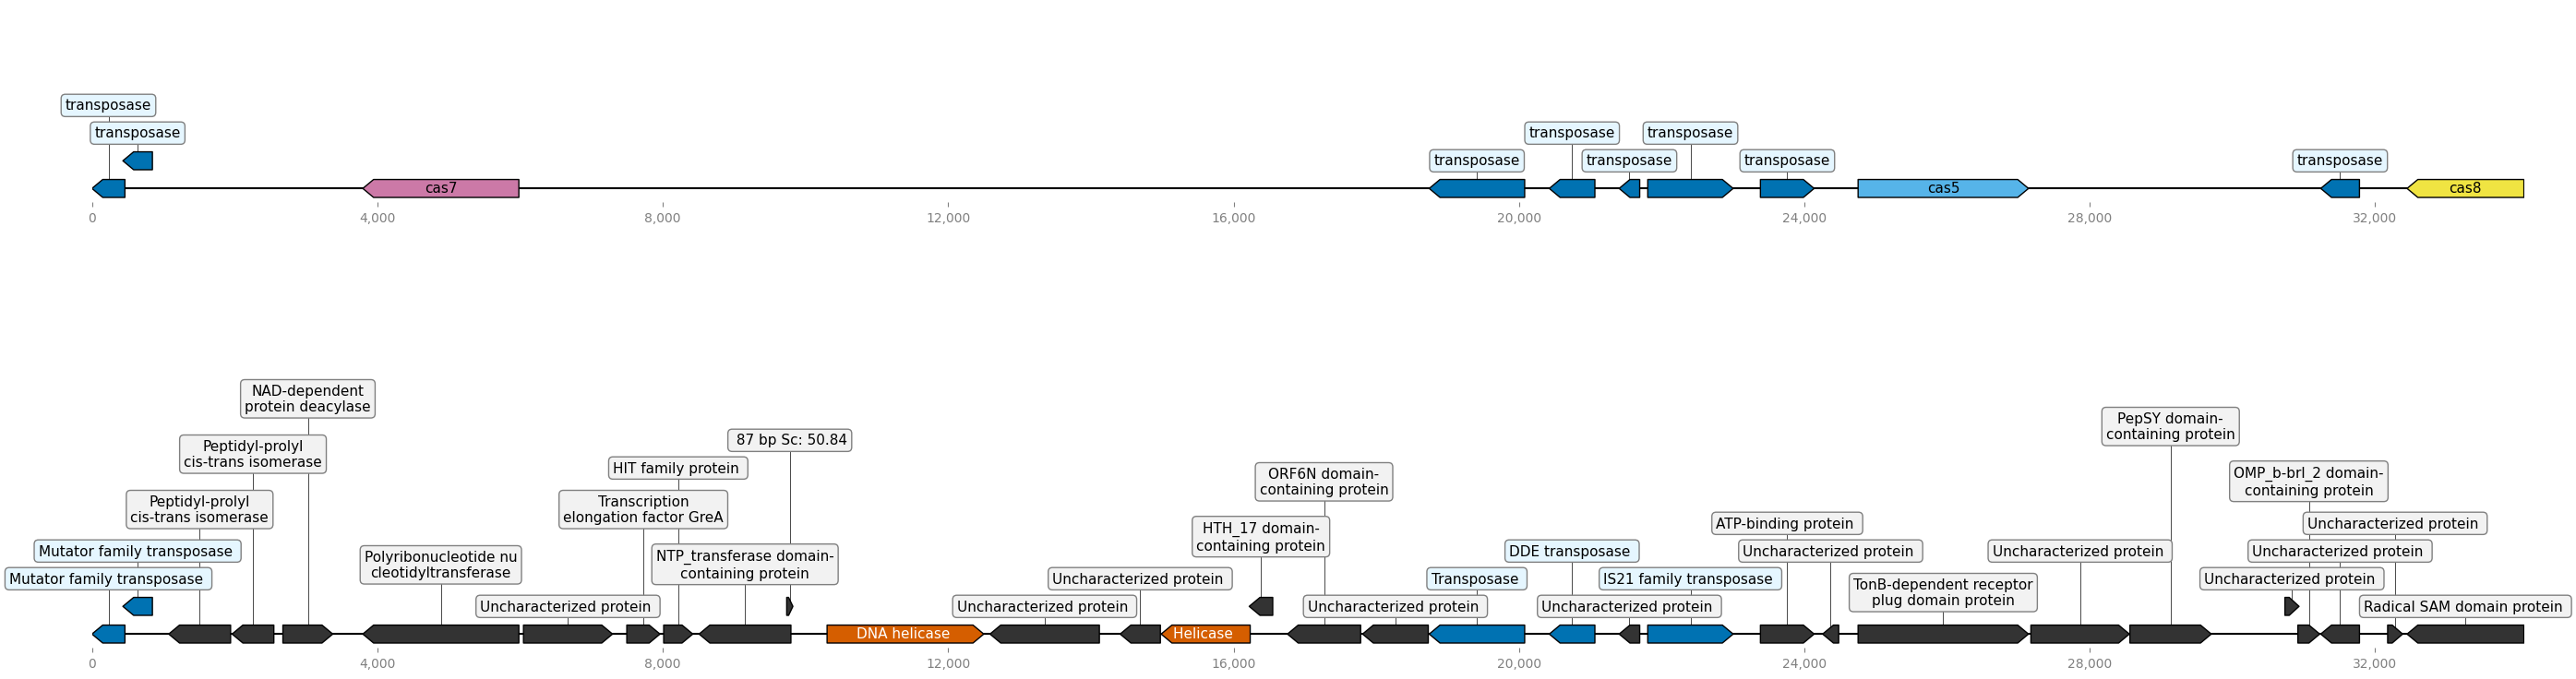 transposase
transposase
transposase
transposase
transposase
transposase
transposase
transposase
cas7
cas5
cas8
0
4,000
8,000
12,000
16,000
20,000
24,000
28,000
32,000
NAD-dependent
protein deacylase
Peptidyl-prolyl
cis-trans isomerase
Peptidyl-prolyl
cis-trans isomerase
Mutator family transposase
Mutator family transposase
Polyribonucleotide nu
cleotidyltransferase
Uncharacterized protein
Transcription
elongation factor GreA
HIT family protein
87 bp Sc: 50.84
NTP_transferase domain-
containing protein
DNA helicase
Uncharacterized protein
Uncharacterized protein
Helicase
HTH_17 domain-
containing protein
ORF6N domain-
containing protein
Uncharacterized protein
Transposase
DDE transposase
Uncharacterized protein
IS21 family transposase
ATP-binding protein
Uncharacterized protein
TonB-dependent receptor
plug domain protein
Uncharacterized protein
PepSY domain-
containing protein
OMP_b-brl_2 domain-
containing protein
Uncharacterized protein
Uncharacterized protein
Uncharacterized protein
Radical SAM domain protein
0
4,000
8,000
12,000
16,000
20,000
24,000
28,000
32,000